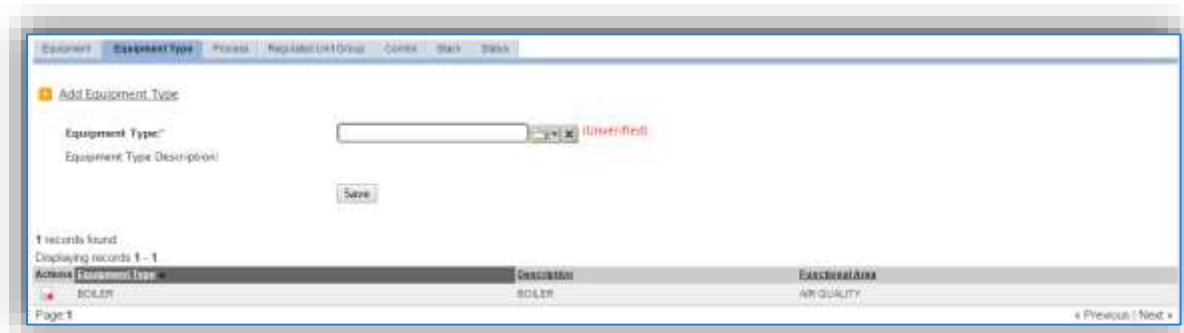 Equipment Equipment Type Process Regulated Unit Group Control Stack Status
Add Equipment Type
Equipment Type:*
(Unverified)
Equipment Type Description:
Save
1 records found
Displaying records 1 - 1
Actions Equipment Type Description Functional Area
BOILER BOILER AIR QUALITY
Page:1 « Previous | Next »